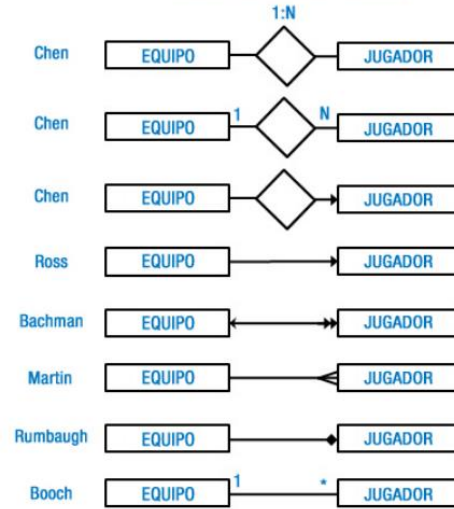 1:N
Chen EQUIPO JUGADOR
Chen EQUIPO 1 N JUGADOR
Chen EQUIPO JUGADOR
Ross EQUIPO JUGADOR
Bachman EQUIPO JUGADOR
Martin EQUIPO JUGADOR
Rumbaugh EQUIPO JUGADOR
Booch EQUIPO 1 * JUGADOR